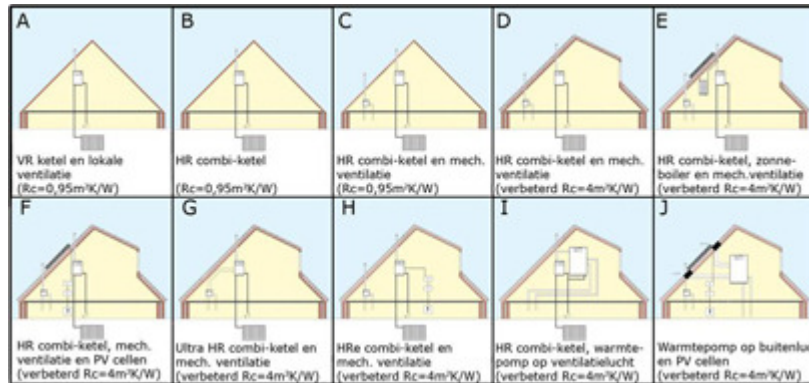 A
VR ketel en lokale
ventilatie
(Rc=0,95m²K/W)
B
HR combi-ketel
(Rc=0,95m²K/W)
C
HR combi-ketel en mech.
ventilatie
(Rc=0,95m²K/W)
D
HR combi-ketel en mech.
ventilatie
(verbeterd Rc=4m²K/W)
E
HR combi-ketel, zonne-
boiler en mech.ventilatie
(verbeterd Rc=4m²K/W)
F
HR combi-ketel, mech.
ventilatie en PV cellen
(verbeterd Rc=4m²K/W)
G
Ultra HR combi-ketel en
mech. ventilatie
(verbeterd Rc=4m²K/W)
H
HRe combi-ketel en
mech. ventilatie
(verbeterd Rc=4m²K/W)
I
HR combi-ketel, warmte-
pomp op ventilatielucht
(verbeterd Rc=4m²K/W)
J
Warmtepomp op buitenluc
en PV cellen
(verbeterd Rc=4m²K/W)